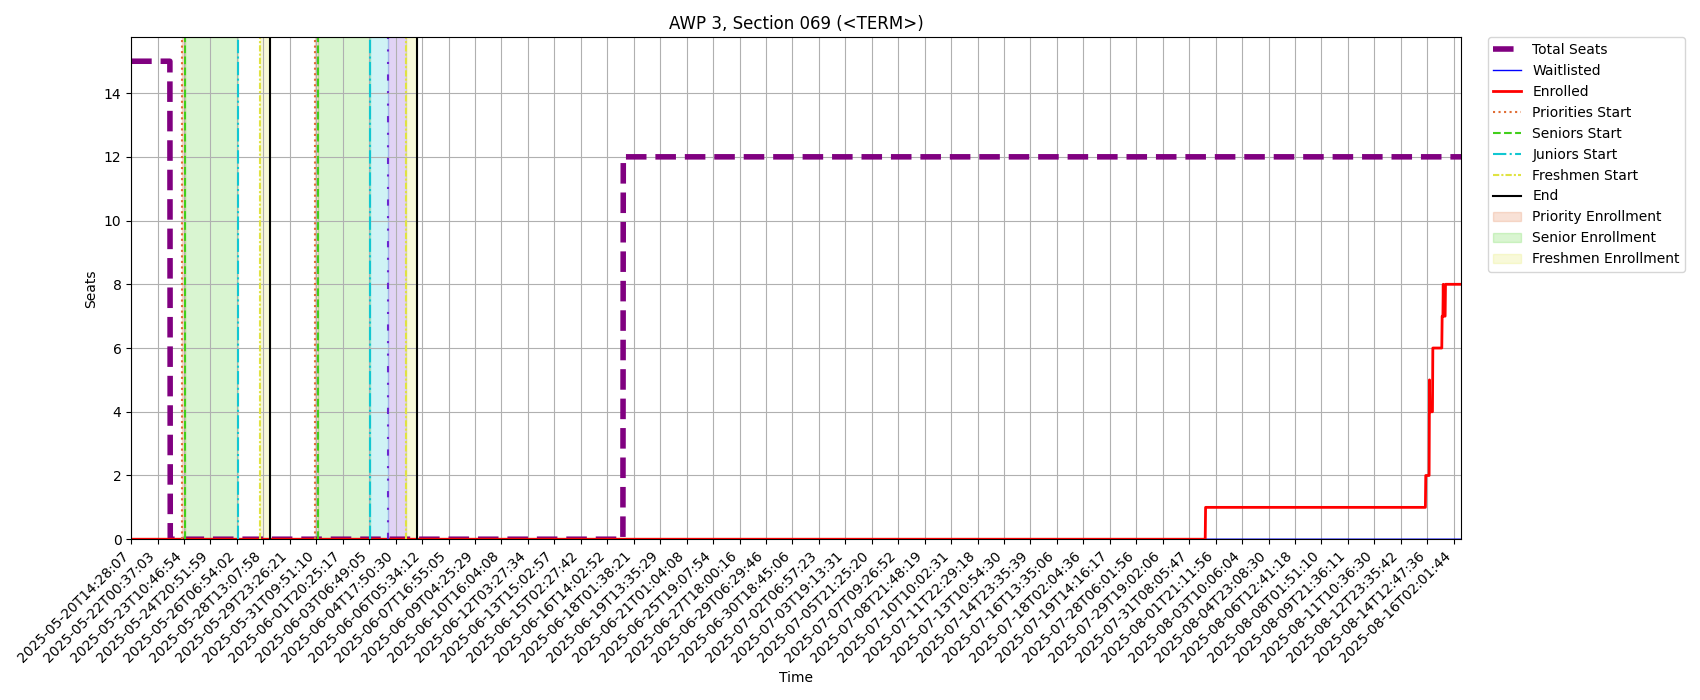 AWP 3, Section 069 (<TERM>)
Total Seats
Waitlisted
Enrolled
Priorities Start
Seniors Start
Juniors Start
Freshmen Start
End
Priority Enrollment
Senior Enrollment
Freshmen Enrollment
Seats
14
12
10
8
6
4
2
0
2025-05-20T14:28:07
2025-05-22T00:37:03
2025-05-23T10:46:54
2025-05-24T20:51:59
2025-05-26T06:54:02
2025-05-28T13:07:58
2025-05-29T23:26:21
2025-05-31T09:51:10
2025-06-01T20:25:17
2025-06-03T06:49:05
2025-06-04T17:50:30
2025-06-06T05:34:12
2025-06-07T16:55:05
2025-06-09T04:25:29
2025-06-10T16:04:08
2025-06-12T03:27:34
2025-06-13T15:02:57
2025-06-15T02:27:42
2025-06-16T14:02:52
2025-06-18T01:38:21
2025-06-19T13:35:29
2025-06-21T01:04:08
2025-06-25T19:07:54
2025-06-27T18:00:16
2025-06-29T06:29:46
2025-06-30T18:45:06
2025-07-02T06:57:23
2025-07-03T19:13:31
2025-07-05T21:25:20
2025-07-07T09:26:52
2025-07-08T21:48:19
2025-07-10T10:02:31
2025-07-11T22:29:18
2025-07-13T10:54:30
2025-07-14T23:35:39
2025-07-16T13:35:06
2025-07-18T02:04:36
2025-07-19T14:16:17
2025-07-28T06:01:56
2025-07-29T19:02:06
2025-07-31T08:05:47
2025-08-01T21:11:56
2025-08-03T10:06:04
2025-08-04T23:08:30
2025-08-06T12:41:18
2025-08-08T01:51:10
2025-08-09T21:36:11
2025-08-11T10:36:30
2025-08-12T23:35:42
2025-08-14T12:47:36
2025-08-16T02:01:44
Time